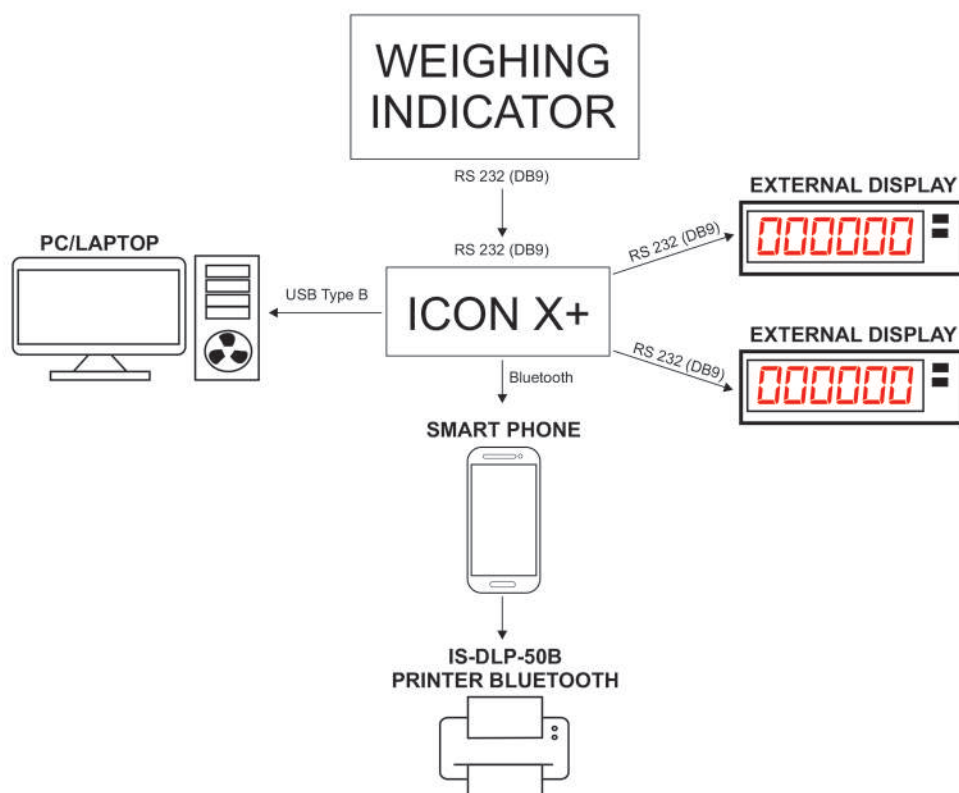 WEIGHING
INDICATOR
RS 232 (DB9)
EXTERNAL DISPLAY
000000
RS 232 (DB9)
PC/LAPTOP
RS 232 (DB9)
USB Type B
ICON X+
EXTERNAL DISPLAY
000000
RS 232 (DB9)
Bluetooth
SMART PHONE
IS-DLP-50B
PRINTER BLUETOOTH